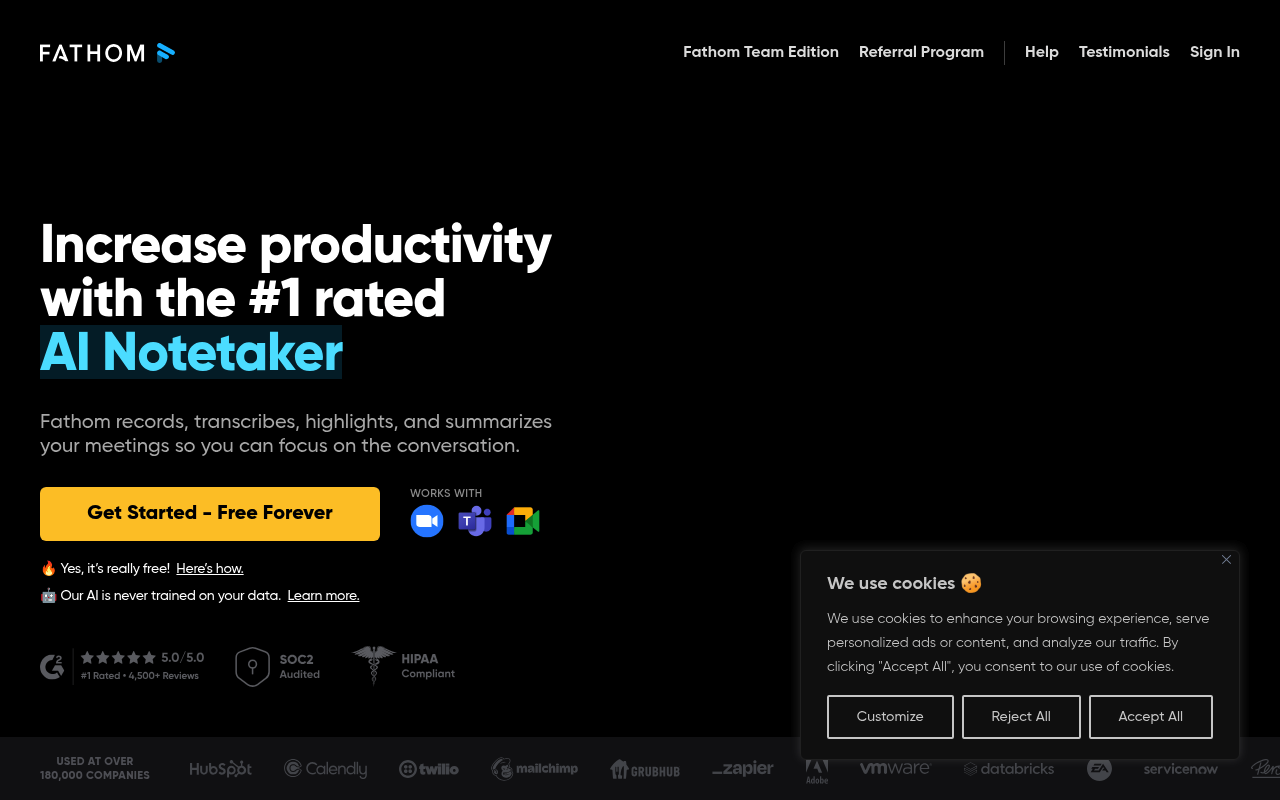 FATHOM
Fathom Team Edition Referral Program Help Testimonials Sign In
Increase productivity
with the #1 rated
AI Notetaker
Fathom records, transcribes, highlights, and summarizes
your meetings so you can focus on the conversation.
Get Started - Free Forever
WORKS WITH
🔥 Yes, it's really free! Here's how.
🤖 Our AI is never trained on your data. Learn more.
G2
5.0/5.0
#1 Rated • 4,500+ Reviews
SOC2
Audited
HIPAA
Compliant
We use cookies 🍪
We use cookies to enhance your browsing experience, serve
personalized ads or content, and analyze our traffic. By
clicking "Accept All", you consent to our use of cookies.
Customize Reject All Accept All
USED AT OVER
180,000 COMPANIES
HubSpot Calendly twilio mailchimp GRUBHUB zapier Adobe vmware databricks EA servicenow